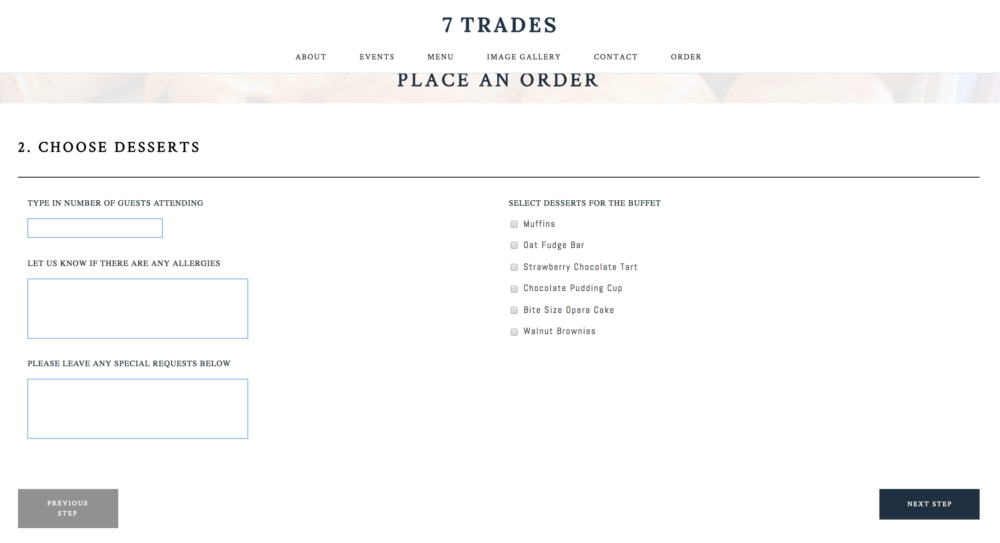 7 TRADES
ABOUT EVENTS MENU IMAGE GALLERY CONTACT ORDER
PLACE AN ORDER
2. CHOOSE DESSERTS
TYPE IN NUMBER OF GUESTS ATTENDING
LET US KNOW IF THERE ARE ANY ALLERGIES
PLEASE LEAVE ANY SPECIAL REQUESTS BELOW
SELECT DESSERTS FOR THE BUFFET
Muffins
Oat Fudge Bar
Strawberry Chocolate Tart
Chocolate Pudding Cup
Bite Size Opera Cake
Walnut Brownies
PREVIOUS
STEP
NEXT STEP